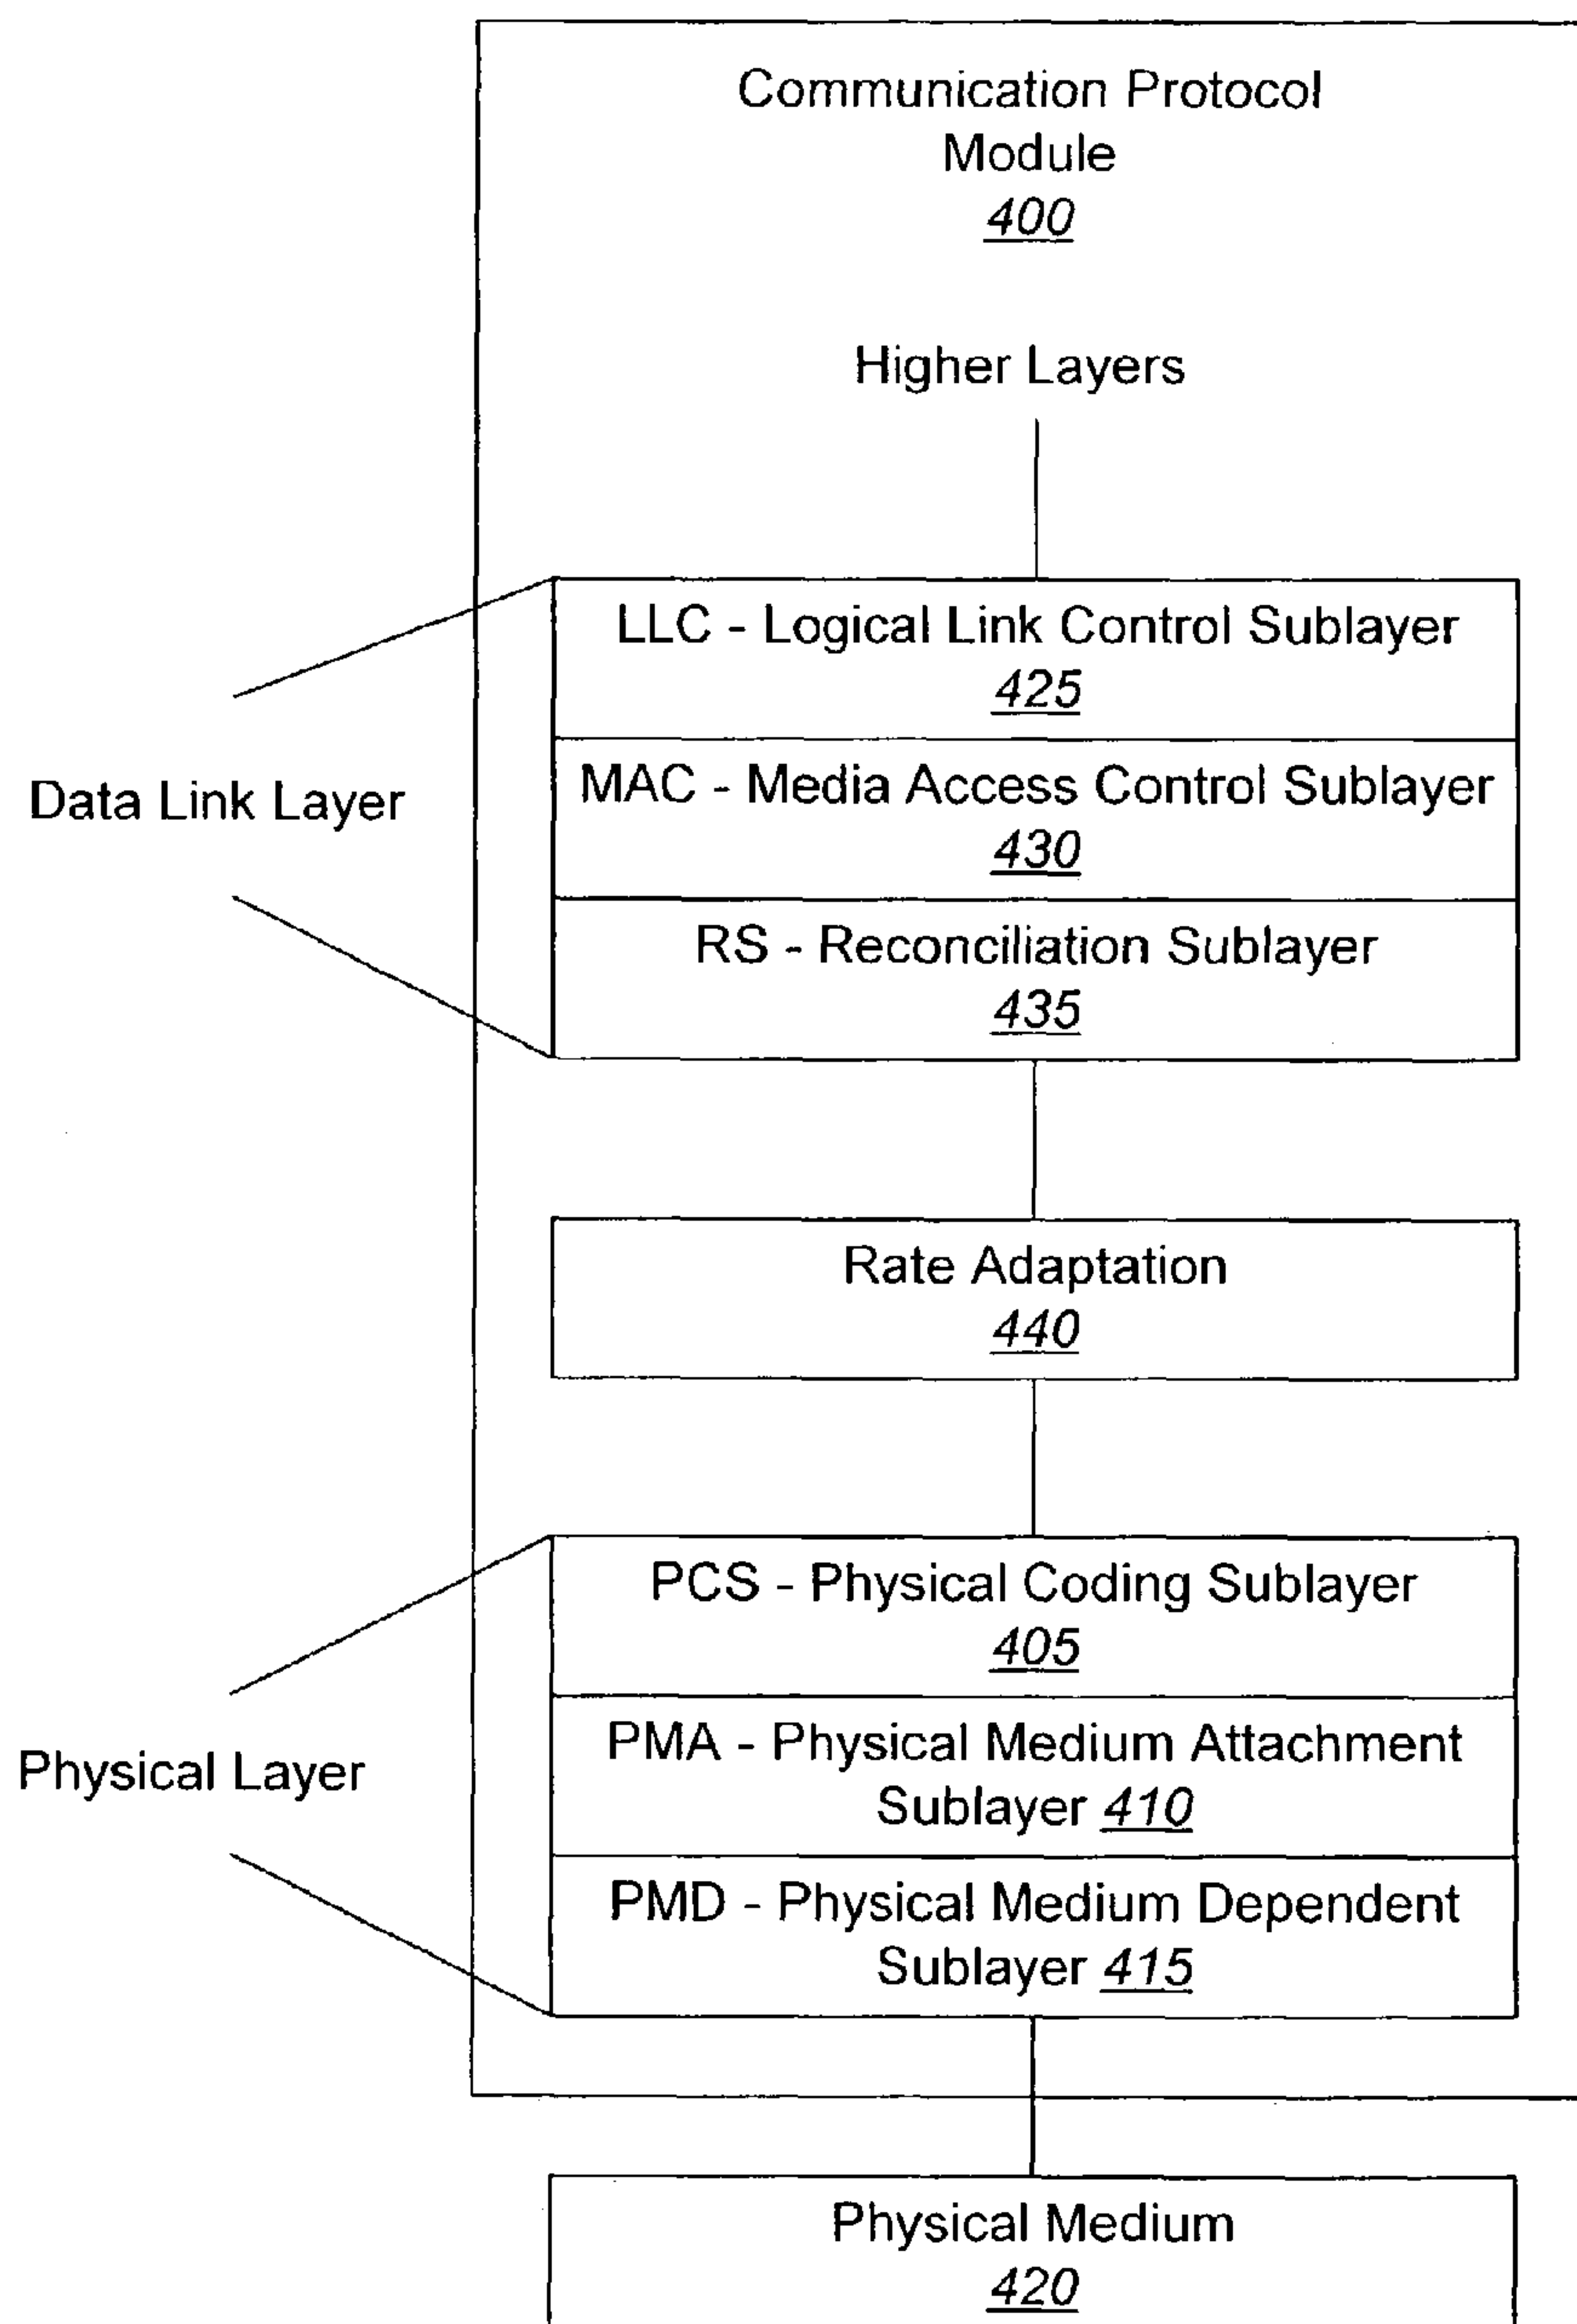 Communication Protocol
Module
400
Higher Layers
LLC - Logical Link Control Sublayer
425
Data Link Layer
MAC - Media Access Control Sublayer
430
RS - Reconciliation Sublayer
435
Rate Adaptation
440
PCS - Physical Coding Sublayer
405
Physical Layer
PMA - Physical Medium Attachment
Sublayer 410
PMD - Physical Medium Dependent
Sublayer 415
Physical Medium
420